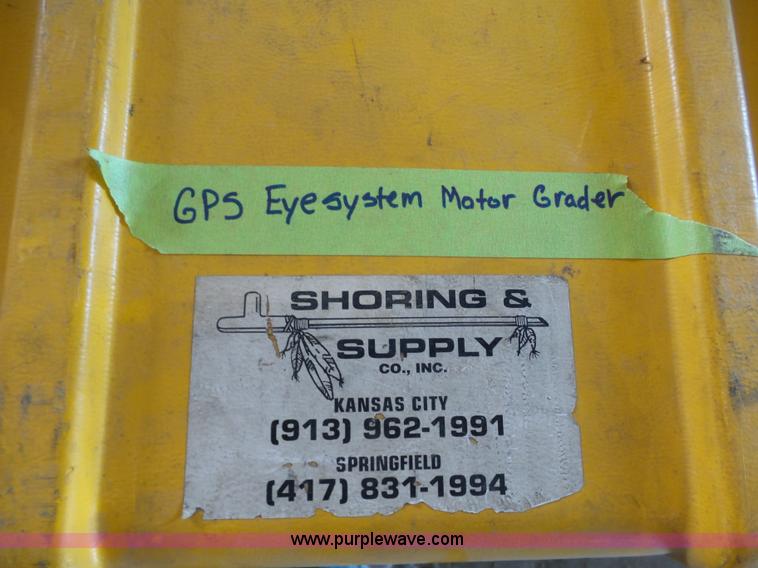 GPS Eyesystem Motor Grader
SHORING &
SUPPLY
CO., INC.
KANSAS CITY
(913) 962-1991
SPRINGFIELD
(417) 831-1994
www.purplewave.com